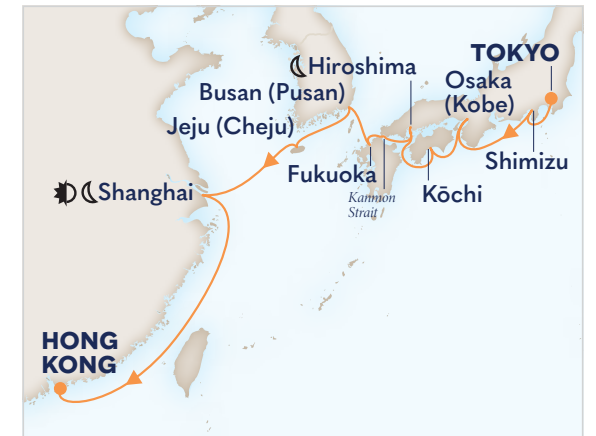 TOKYO
Hiroshima
Osaka
(Kobe)
Busan (Pusan)
Jeju (Cheju)
Shimizu
Fukuoka
Kōchi
Kanmon
Strait
Shanghai
HONG
KONG